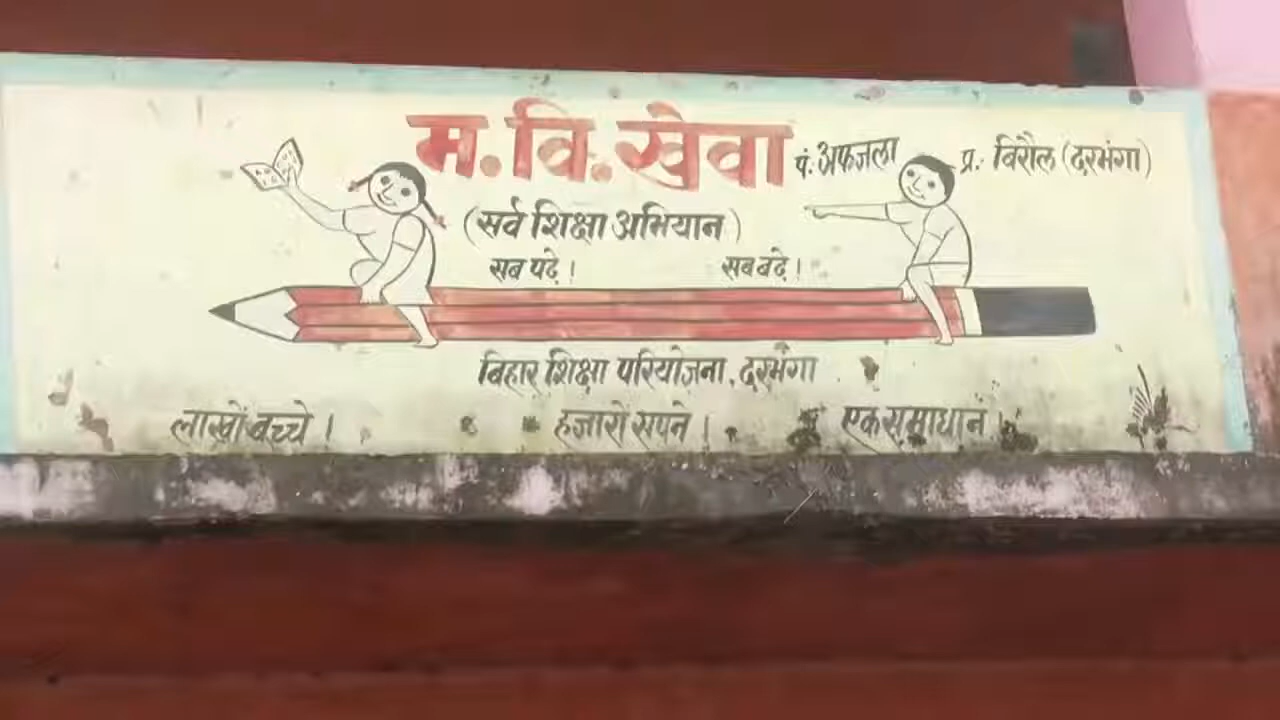 म.वि.खेवा पं. अफजला प्र. बिरौल (दरभंगा)
(सर्व शिक्षा अभियान)
सब पढ़े ! सब बढ़े !
बिहार शिक्षा परियोजना, दरभंगा
लाखों बच्चे ! हजारों सपने ! एक समाधान !